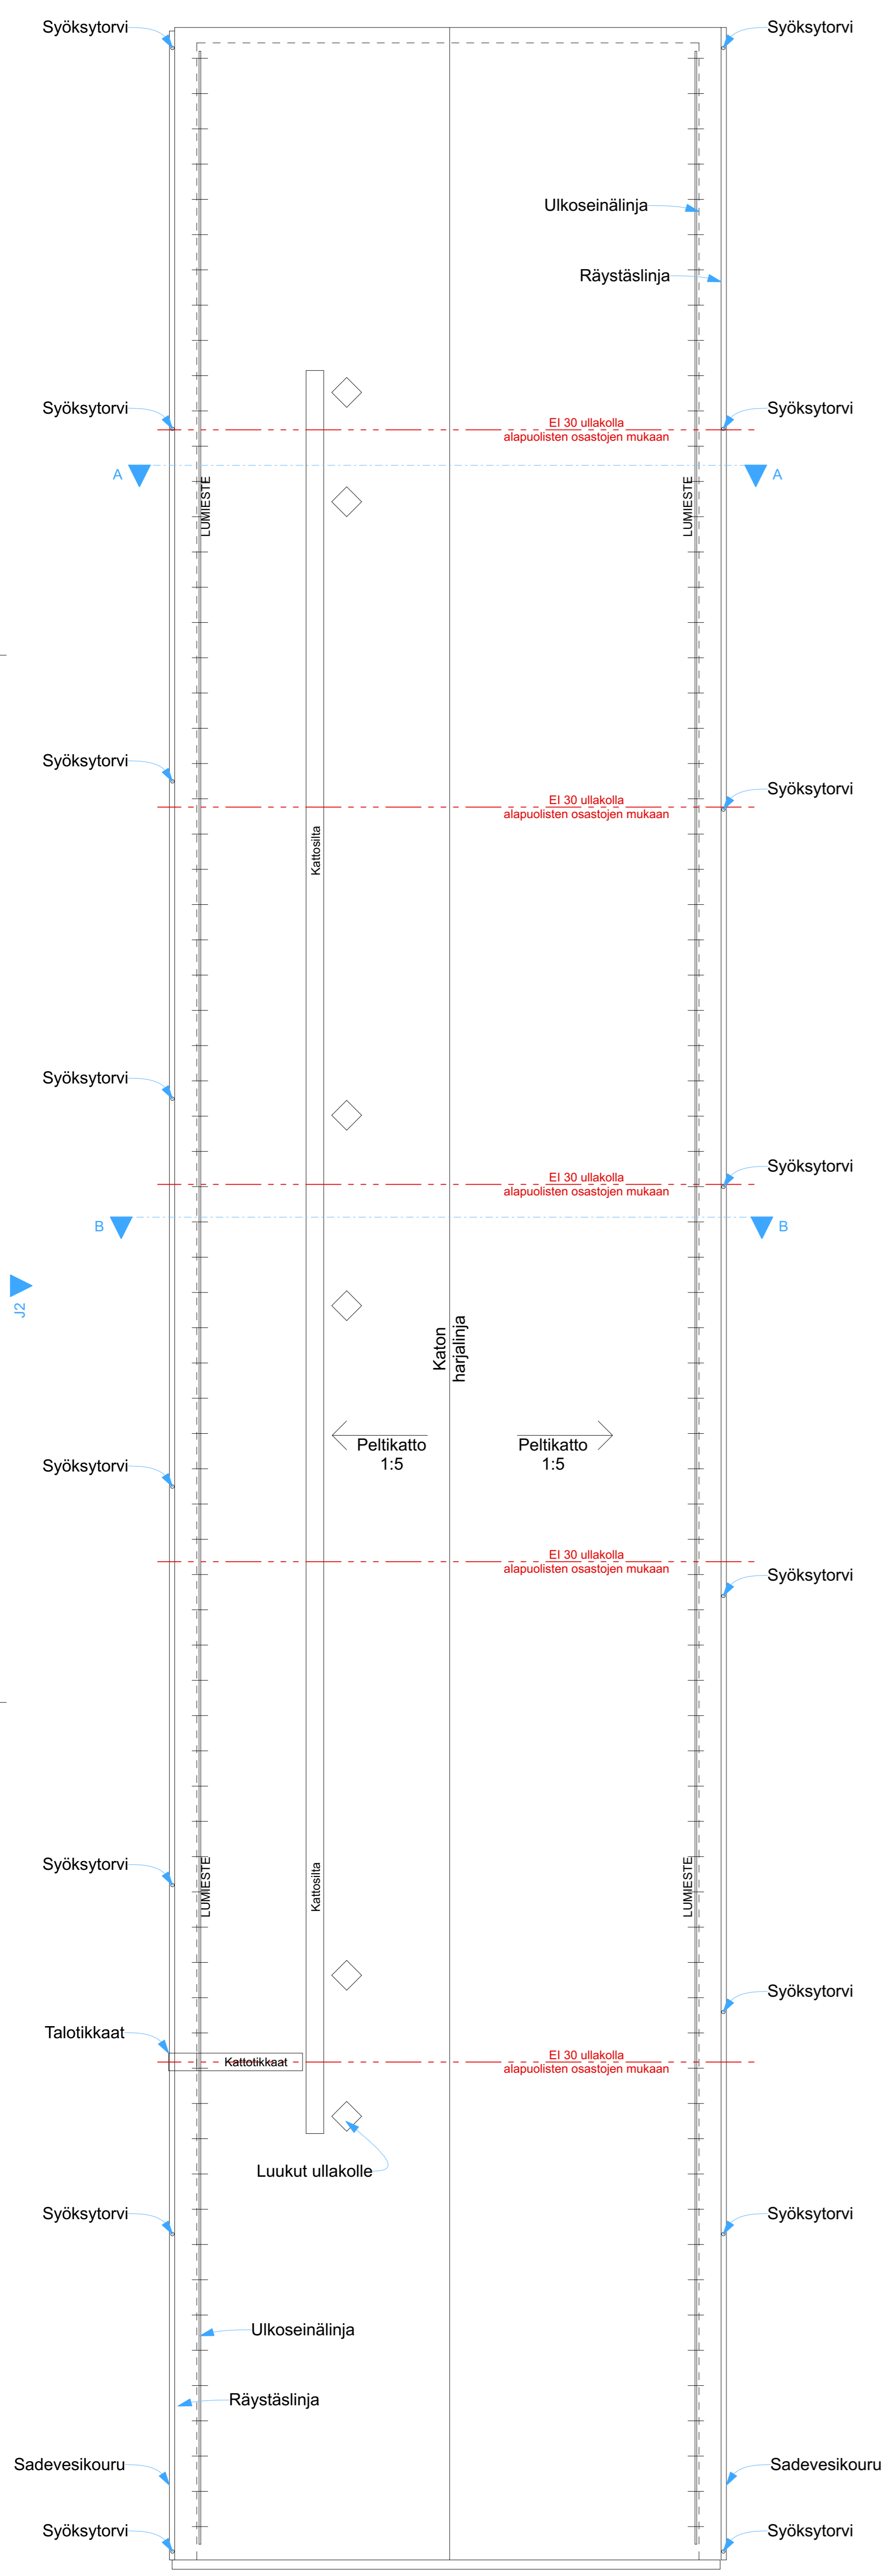 Syöksytorvi
Syöksytorvi
Ulkoseinälinja
Räystäslinja
Syöksytorvi
Syöksytorvi
EI 30 ullakolla
alapuolisten osastojen mukaan
A
A
LUMIESTE
LUMIESTE
Syöksytorvi
Syöksytorvi
EI 30 ullakolla
alapuolisten osastojen mukaan
Kattosilta
Syöksytorvi
Syöksytorvi
EI 30 ullakolla
alapuolisten osastojen mukaan
B
B
J2
Katon
harjalinja
Peltikatto
1:5
Peltikatto
1:5
Syöksytorvi
EI 30 ullakolla
alapuolisten osastojen mukaan
Syöksytorvi
Syöksytorvi
LUMIESTE
Kattosilta
LUMIESTE
Syöksytorvi
Talotikkaat
Kattotikkaat
EI 30 ullakolla
alapuolisten osastojen mukaan
Luukut ullakolle
Syöksytorvi
Syöksytorvi
Ulkoseinälinja
Räystäslinja
Sadevesikouru
Sadevesikouru
Syöksytorvi
Syöksytorvi